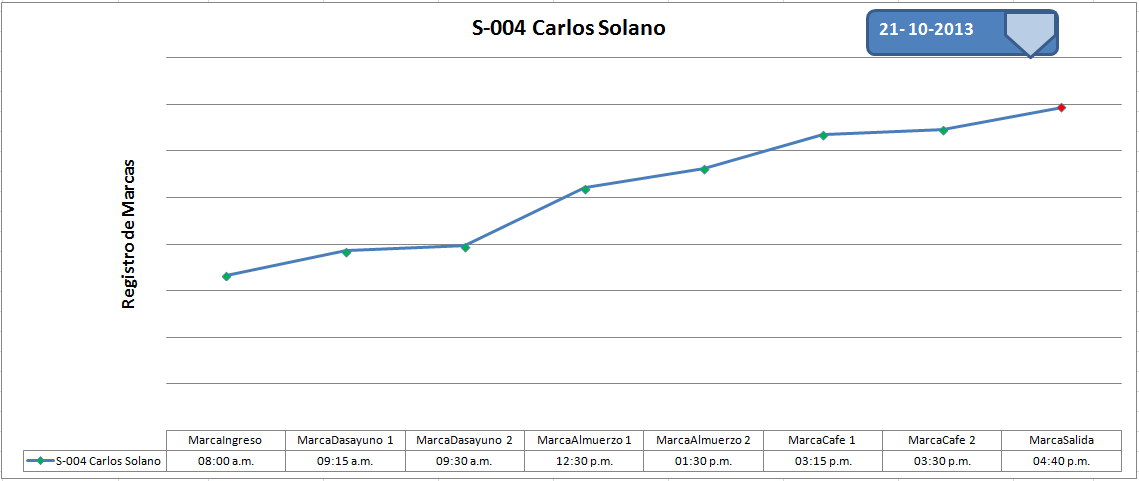 S-004 Carlos Solano
21- 10-2013
Registro de Marcas
MarcaIngreso MarcaDasayuno 1 MarcaDasayuno 2 MarcaAlmuerzo 1 MarcaAlmuerzo 2 MarcaCafe 1 MarcaCafe 2 MarcaSalida
S-004 Carlos Solano 08:00 a.m. 09:15 a.m. 09:30 a.m. 12:30 p.m. 01:30 p.m. 03:15 p.m. 03:30 p.m. 04:40 p.m.